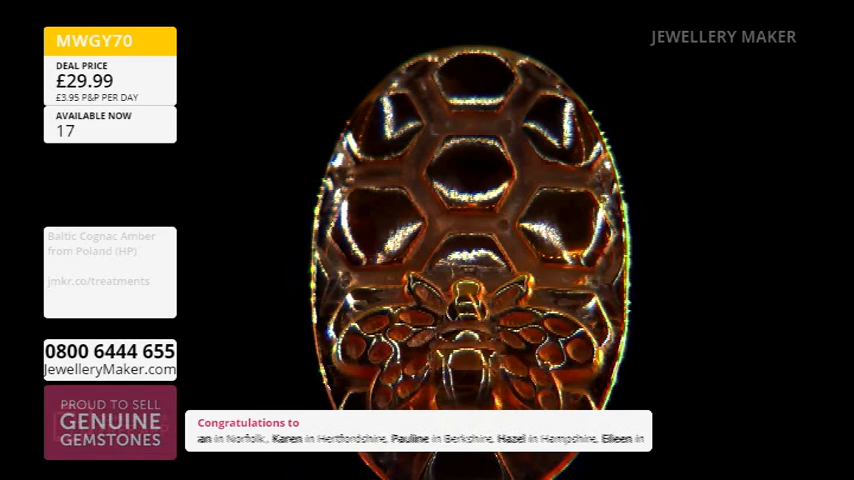 MWGY70
DEAL PRICE
£29.99
£3.95 P&P PER DAY
AVAILABLE NOW
17
JEWELLERY MAKER
Baltic Cognac Amber
from Poland (HP)
jmkr.co/treatments
0800 6444 655
JewelleryMaker.com
PROUD TO SELL
GENUINE
GEMSTONES
Congratulations to
an in Norfolk, Karen in Hertfordshire, Pauline in Berkshire, Hazel in Hampshire, Eileen in